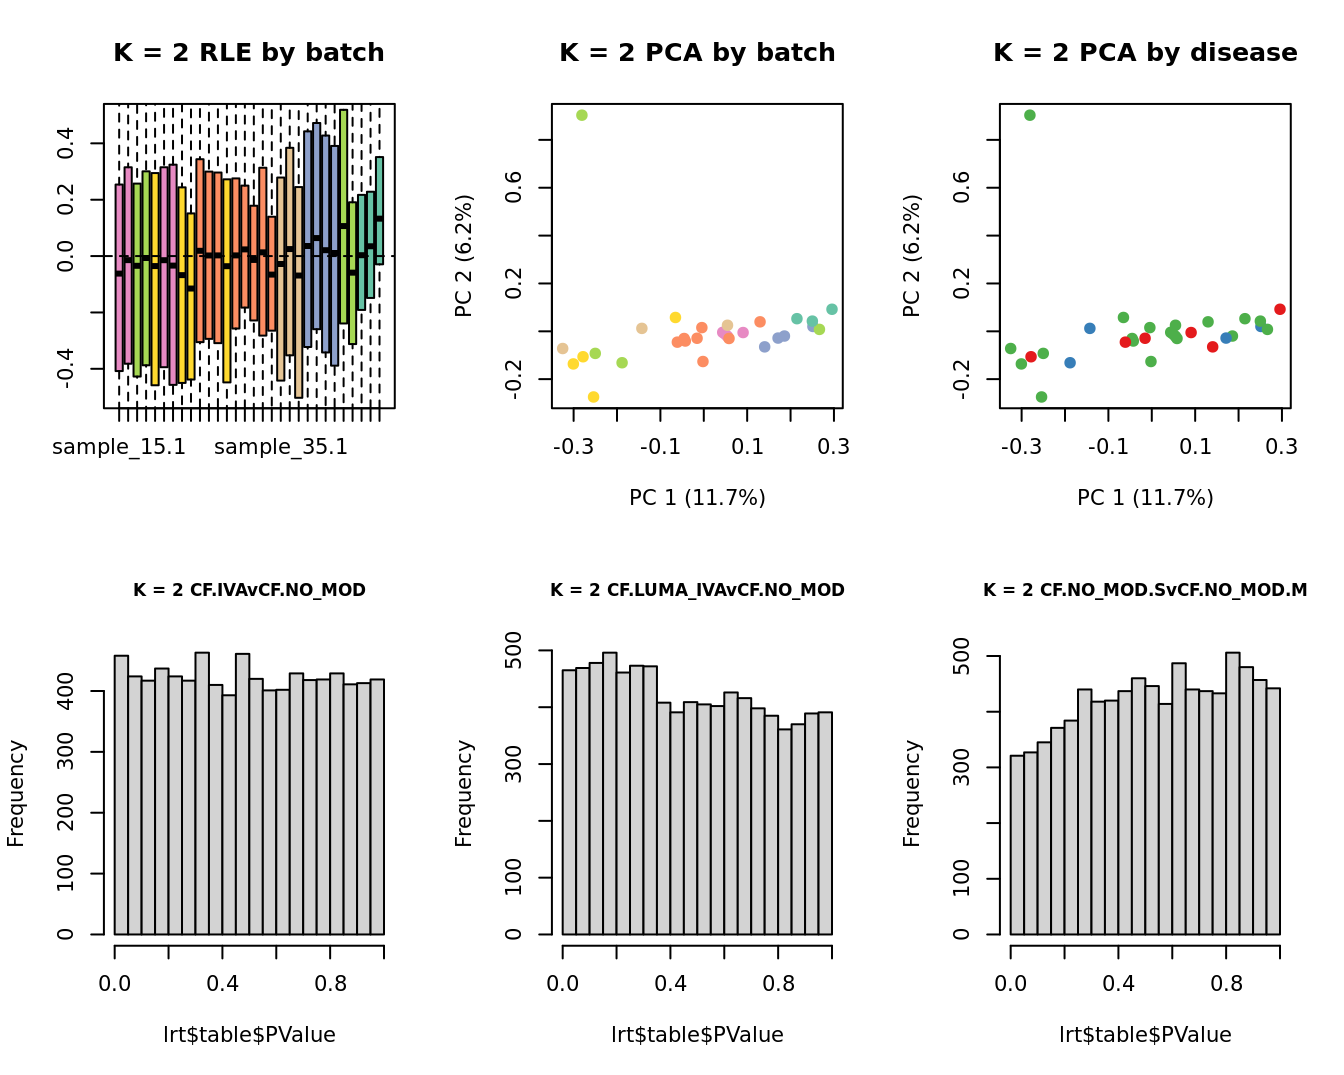 K = 2 RLE by batch
0.4
0.2
0.0
-0.4
sample_15.1
sample_35.1
K = 2 PCA by batch
PC 2 (6.2%)
0.6
0.2
-0.2
-0.3
-0.1
0.1
0.3
PC 1 (11.7%)
K = 2 PCA by disease
PC 2 (6.2%)
0.6
0.2
-0.2
-0.3
-0.1
0.1
0.3
PC 1 (11.7%)
K = 2 CF.IVAvCF.NO_MOD
Frequency
400
300
200
100
0
0.0
0.4
0.8
lrt$table$PValue
K = 2 CF.LUMA_IVAvCF.NO_MOD
Frequency
500
300
100
0
0.0
0.4
0.8
lrt$table$PValue
K = 2 CF.NO_MOD.SvCF.NO_MOD.M
Frequency
500
300
100
0
0.0
0.4
0.8
lrt$table$PValue